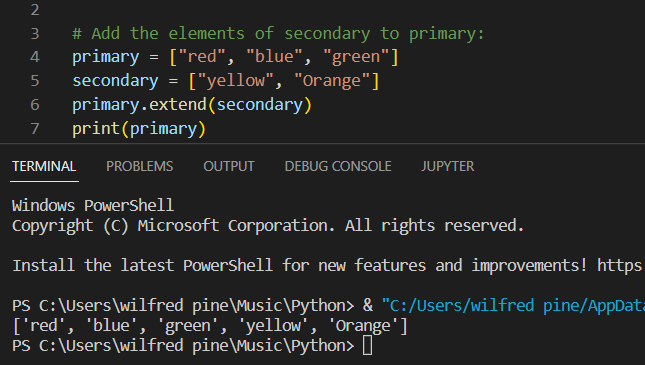 2
3 # Add the elements of secondary to primary:
4 primary = ["red", "blue", "green"]
5 secondary = ["yellow", "Orange"]
6 primary.extend(secondary)
7 print(primary)
TERMINAL PROBLEMS OUTPUT DEBUG CONSOLE JUPYTER
Windows PowerShell
Copyright (C) Microsoft Corporation. All rights reserved.
Install the latest PowerShell for new features and improvements! https
PS C:\Users\wilfred pine\Music\Python> & "C:/Users/wilfred pine/AppData
['red', 'blue', 'green', 'yellow', 'Orange']
PS C:\Users\wilfred pine\Music\Python>